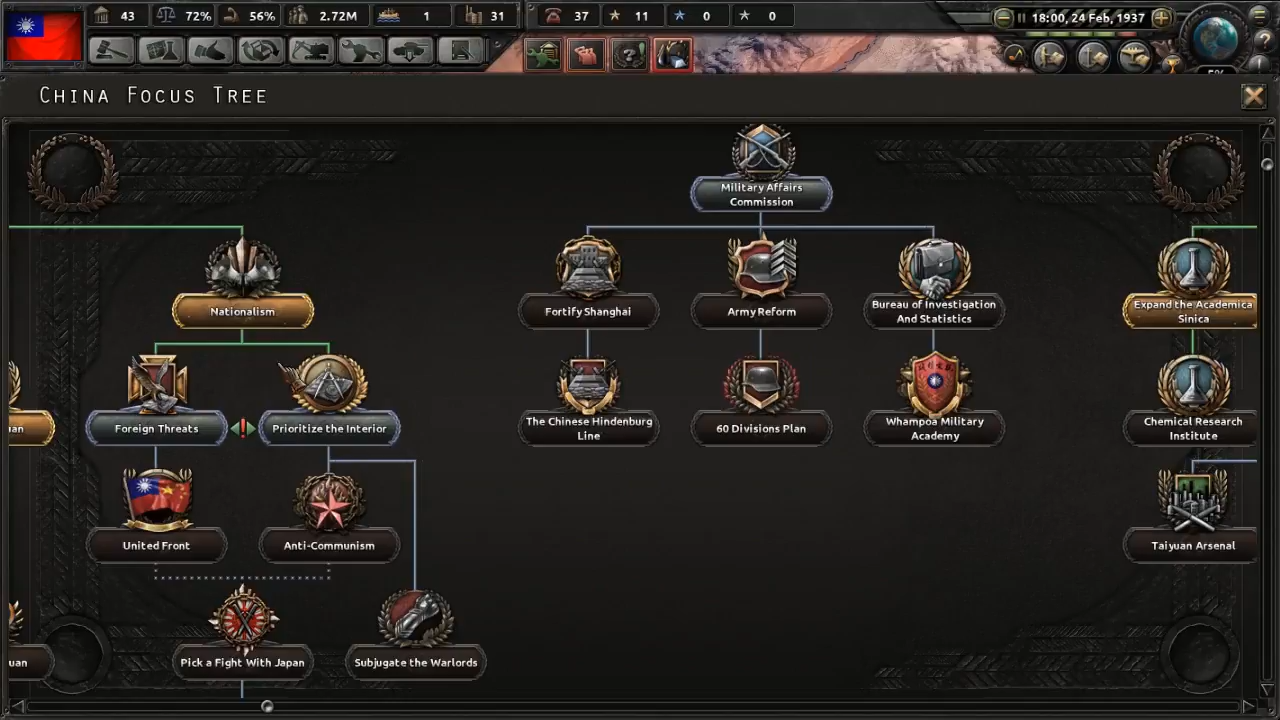 43 72% 56% 2.72M 1 31 37 11 0 0 18:00, 24 Feb, 1937
China Focus Tree
Military Affairs
Commission
Nationalism
Fortify Shanghai
Army Reform
Bureau of Investigation
And Statistics
Expand the Academica
Sinica
uan
Foreign Threats
Prioritize the Interior
The Chinese Hindenburg
Line
60 Divisions Plan
Whampoa Military
Academy
Chemical Research
Institute
United Front
Anti-Communism
Taiyuan Arsenal
uan
Pick a Fight With Japan
Subjugate the Warlords